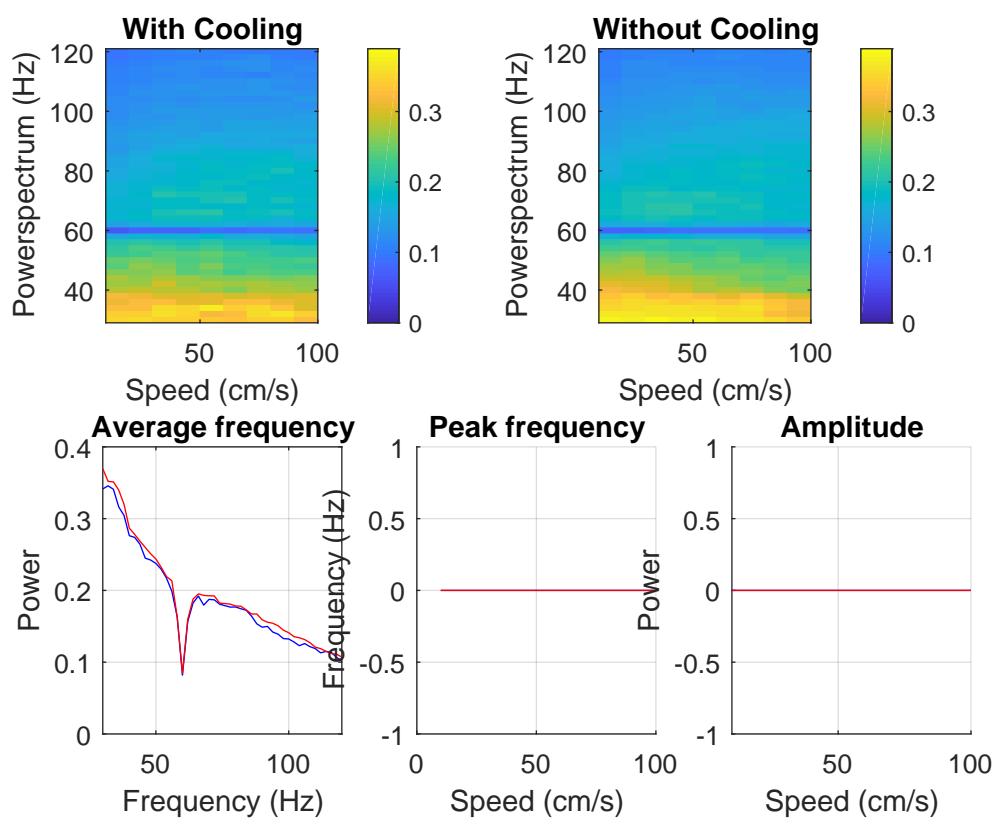 With Cooling
Without Cooling
Powerspectrum (Hz)
120
100
80
60
40
50
100
Speed (cm/s)
0.3
0.2
0.1
0
Powerspectrum (Hz)
120
100
80
60
40
50
100
Speed (cm/s)
0.3
0.2
0.1
0
Average frequency
Peak frequency
Amplitude
Power
0.4
0.3
0.2
0.1
0
50
100
Frequency (Hz)
Frequency (Hz)
1
0.5
0
-0.5
-1
0
50
100
Speed (cm/s)
Power
1
0.5
0
-0.5
-1
50
100
Speed (cm/s)